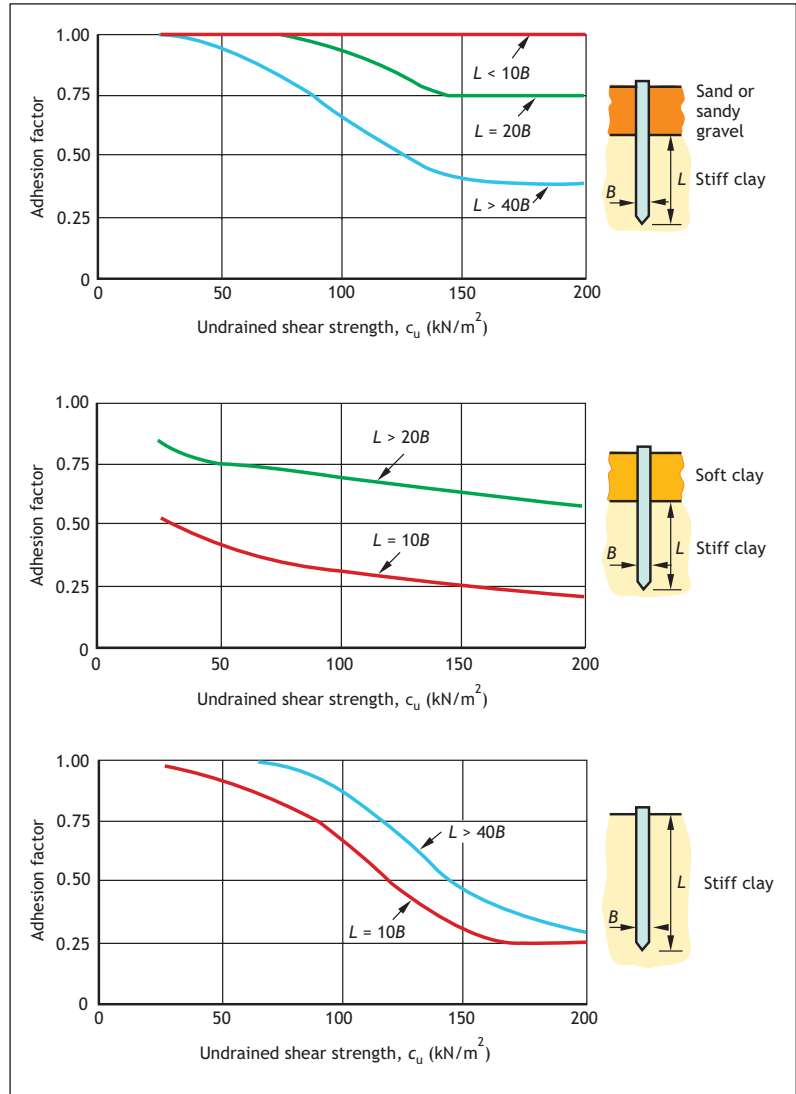 1.00
0.75
0.50
0.25
0
50
100
150
200
Adhesion factor
Undrained shear strength, cu (kN/m²)
L < 10B
L = 20B
L > 40B
Sand or
sandy
gravel
B
L
Stiff clay
1.00
0.75
0.50
0.25
0
0
50
100
150
200
Adhesion factor
Undrained shear strength, cu (kN/m²)
L > 20B
L = 10B
Soft clay
B
L
Stiff clay
1.00
0.75
0.50
0.25
0
0
50
100
150
200
Adhesion factor
Undrained shear strength, cu (kN/m²)
L > 40B
L = 10B
B
L
Stiff clay